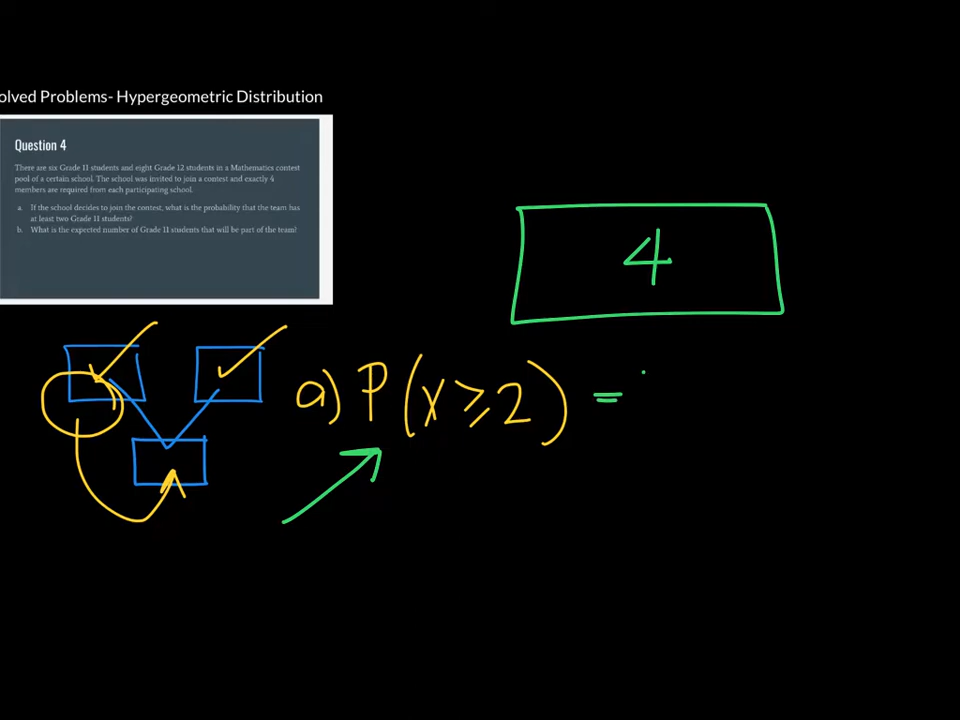 olved Problems- Hypergeometric Distribution
Question 4
There are six Grade 11 students and eight Grade 12 students in a Mathematics contest
pool of a certain school. The school was invited to join a contest and exactly 4
members are required from each participating school.
a. If the school decides to join the contest, what is the probability that the team has
at least two Grade 11 students?
b. What is the expected number of Grade 11 students that will be part of the team?
4
a) P(x ≥ 2) =